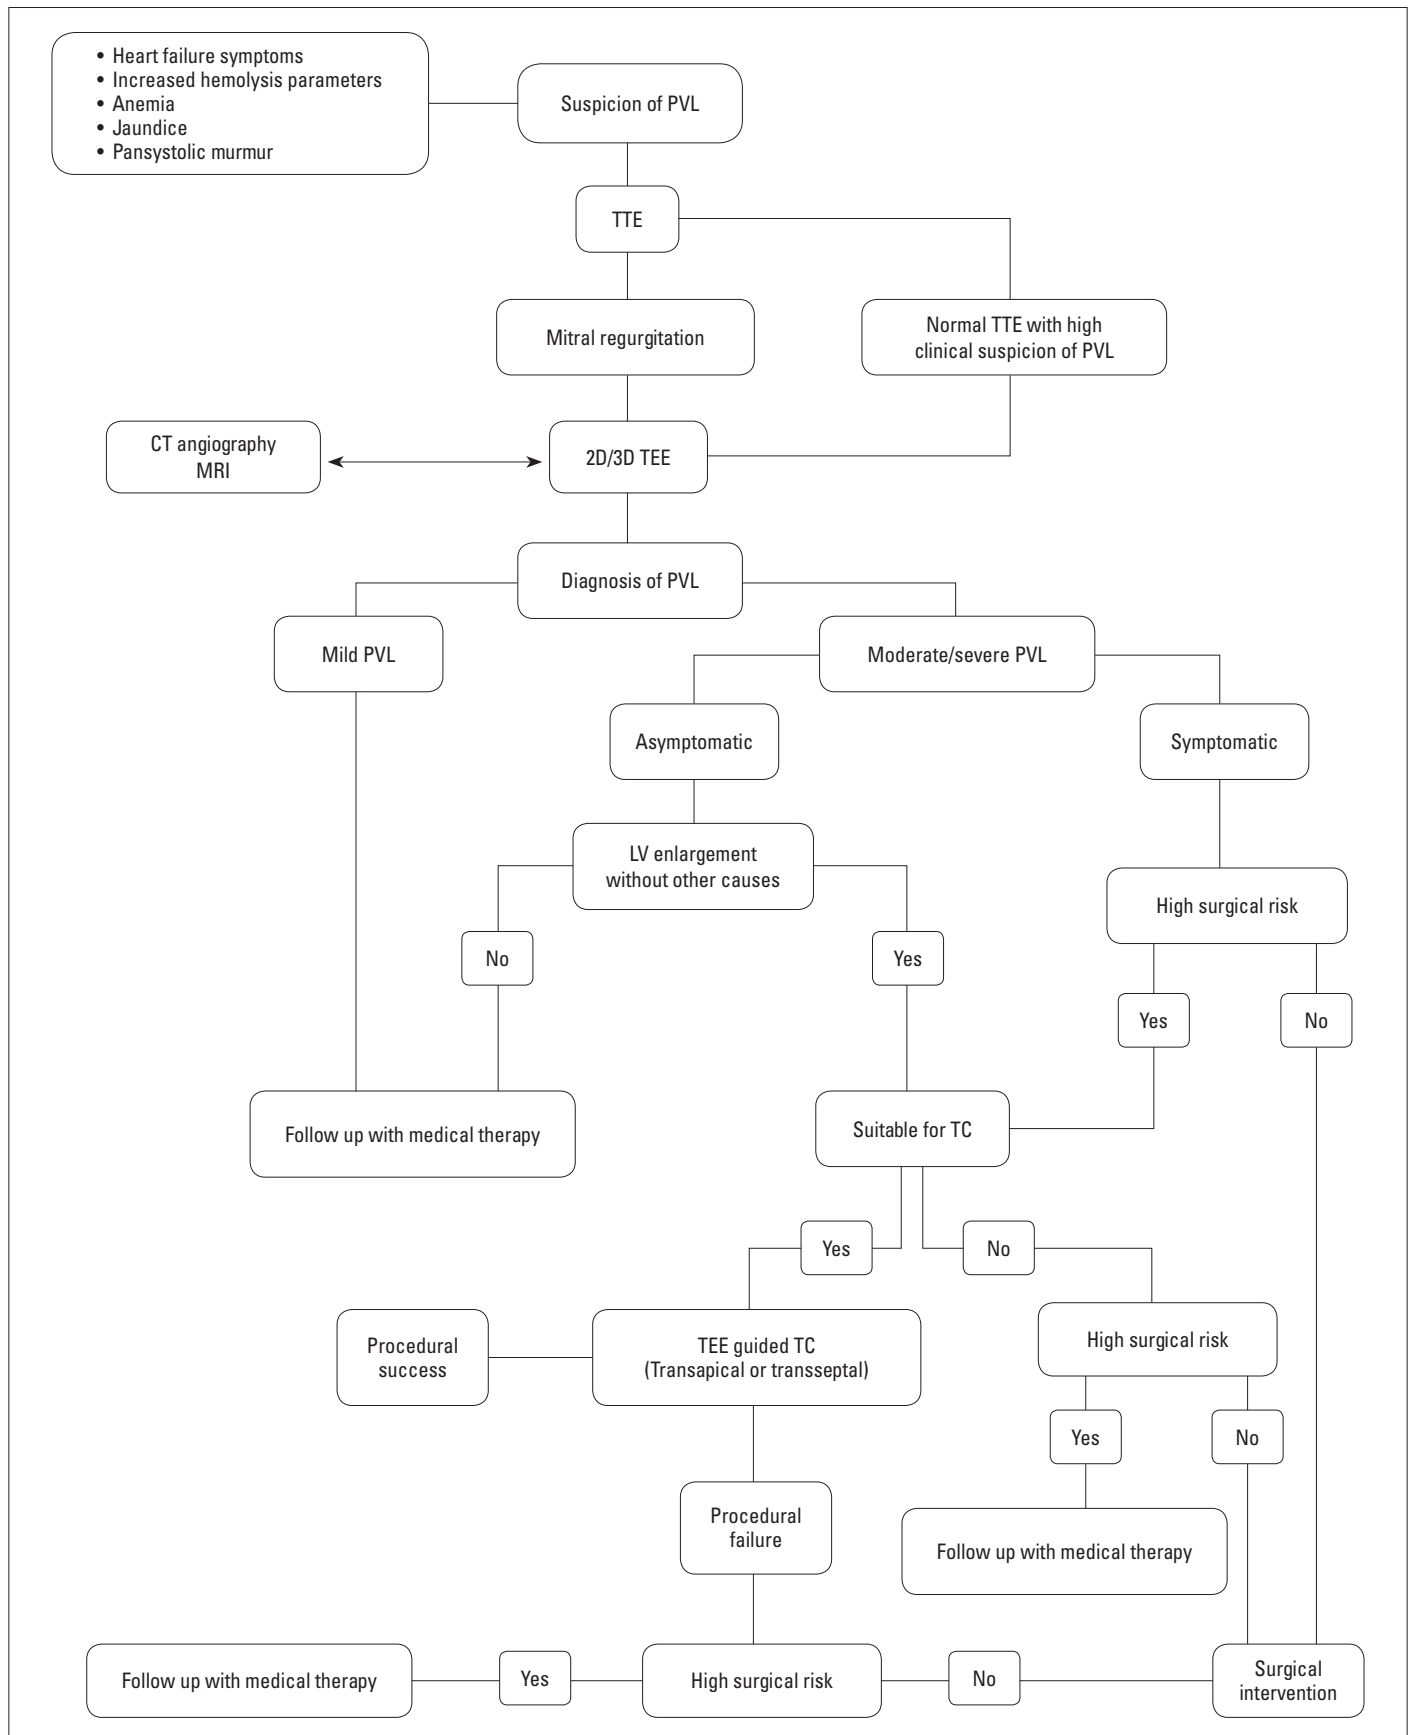 • Heart failure symptoms
• Increased hemolysis parameters
• Anemia
• Jaundice
• Pansystolic murmur
Suspicion of PVL
TTE
Mitral regurgitation
Normal TTE with high
clinical suspicion of PVL
CT angiography
MRI
2D/3D TEE
Diagnosis of PVL
Mild PVL
Moderate/severe PVL
Asymptomatic
Symptomatic
LV enlargement
without other causes
High surgical risk
No
Yes
Yes
No
Follow up with medical therapy
Suitable for TC
Yes
No
Procedural
success
TEE guided TC
(Transapical or transseptal)
High surgical risk
Yes
No
Procedural
failure
Follow up with medical therapy
Follow up with medical therapy
Yes
High surgical risk
No
Surgical
intervention